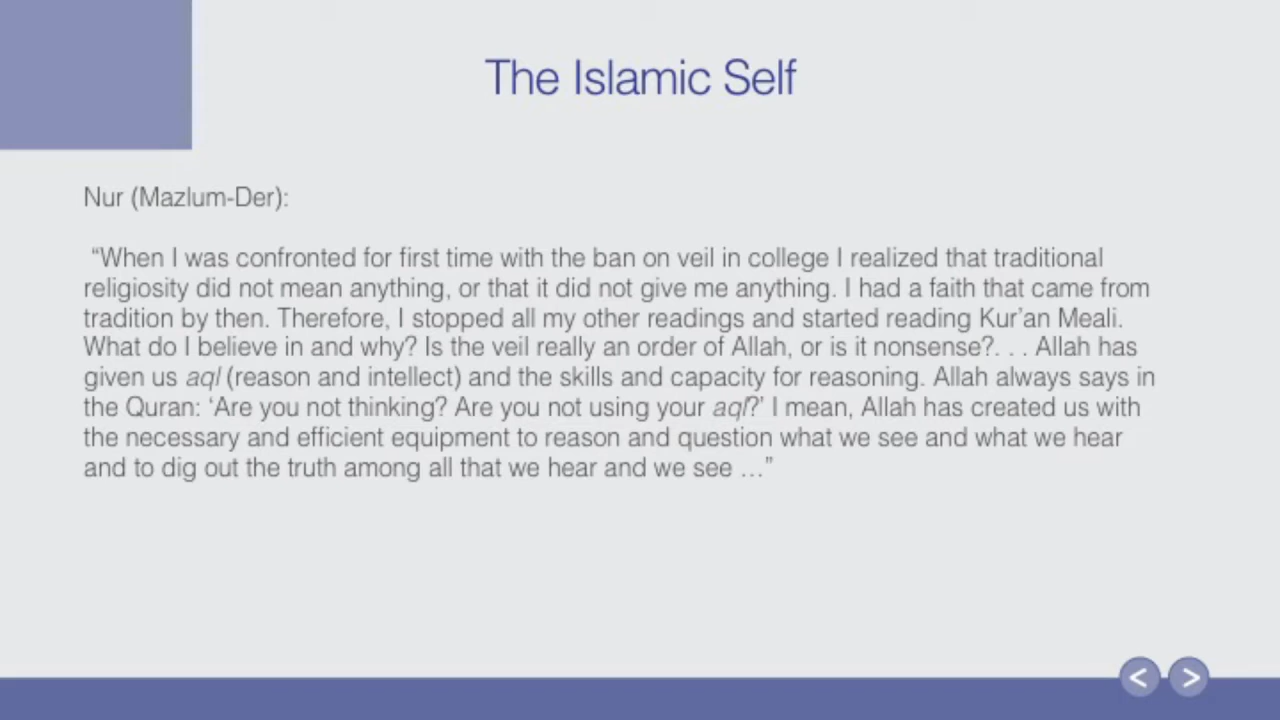 The Islamic Self
Nur (Mazlum-Der):
“When I was confronted for first time with the ban on veil in college I realized that traditional
religiosity did not mean anything, or that it did not give me anything. I had a faith that came from
tradition by then. Therefore, I stopped all my other readings and started reading Kur’an Meali.
What do I believe in and why? Is the veil really an order of Allah, or is it nonsense?. . . Allah has
given us aql (reason and intellect) and the skills and capacity for reasoning. Allah always says in
the Quran: ‘Are you not thinking? Are you not using your aql?’ I mean, Allah has created us with
the necessary and efficient equipment to reason and question what we see and what we hear
and to dig out the truth among all that we hear and we see …”
< >